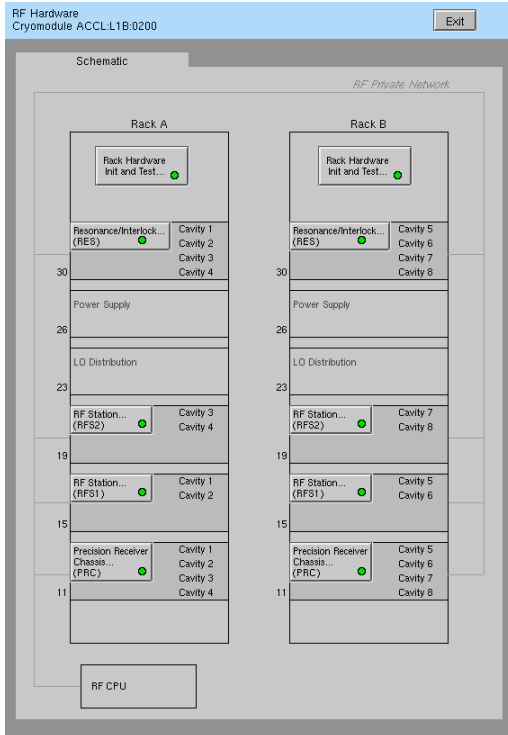 RF Hardware
Cryomodule ACCL:L1B:0200
Exit
Schematic
RF Private Network
Rack A
Rack Hardware
Init and Test...
Resonance/Interlock...
(RES)
Cavity 1
Cavity 2
Cavity 3
Cavity 4
30
Power Supply
26
LO Distribution
23
RF Station...
(RFS2)
Cavity 3
Cavity 4
19
RF Station...
(RFS1)
Cavity 1
Cavity 2
15
Precision Receiver
Chassis...
(PRC)
Cavity 1
Cavity 2
Cavity 3
Cavity 4
11
Rack B
Rack Hardware
Init and Test...
Resonance/Interlock...
(RES)
Cavity 5
Cavity 6
Cavity 7
Cavity 8
30
Power Supply
26
LO Distribution
23
RF Station...
(RFS2)
Cavity 7
Cavity 8
19
RF Station...
(RFS1)
Cavity 5
Cavity 6
15
Precision Receiver
Chassis...
(PRC)
Cavity 5
Cavity 6
Cavity 7
Cavity 8
11
RF CPU